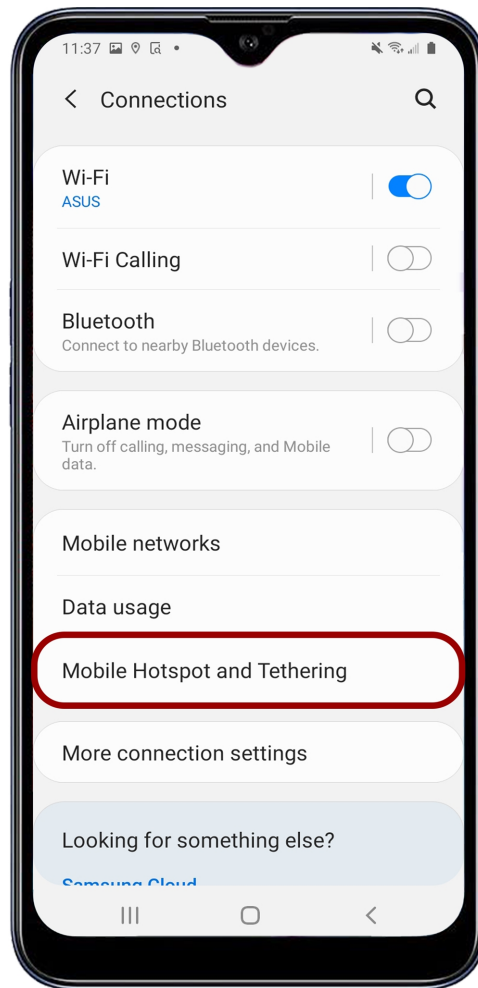 11:37
Connections
Wi-Fi
ASUS
Wi-Fi Calling
Bluetooth
Connect to nearby Bluetooth devices.
Airplane mode
Turn off calling, messaging, and Mobile
data.
Mobile networks
Data usage
Mobile Hotspot and Tethering
More connection settings
Looking for something else?
Samsung Cloud